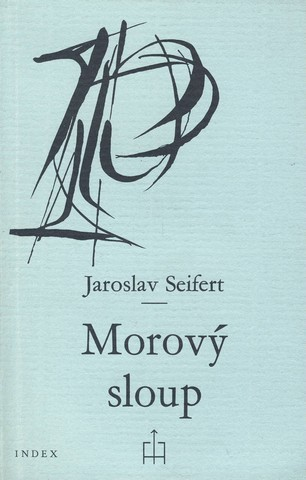 Jaroslav Seifert
Morový
sloup
INDEX